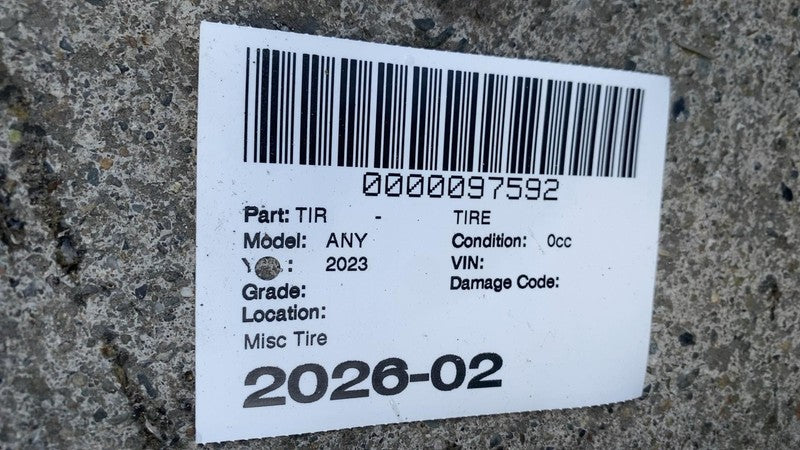 0000097592
Part: TIR - TIRE
Model: ANY Condition: 0cc
Y : 2023 VIN:
Grade: Damage Code:
Location:
Misc Tire
2026-02